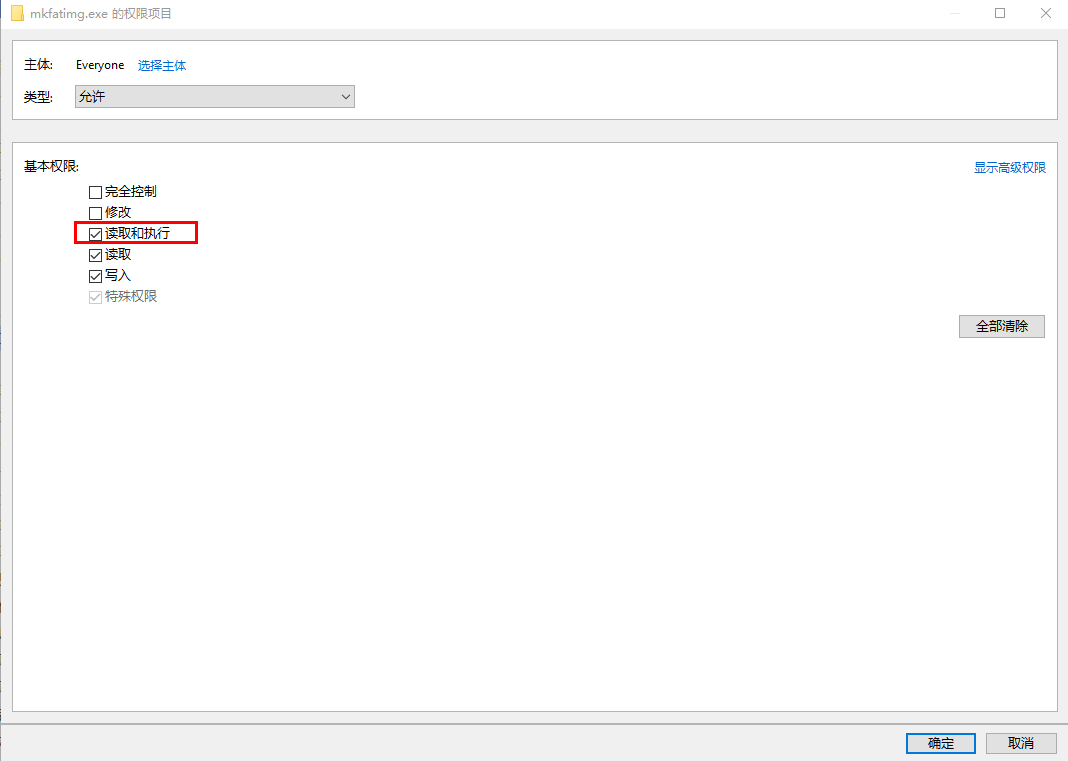 mkfatimg.exe 的权限项目
主体: Everyone 选择主体
类型: 允许
基本权限: 显示高级权限
完全控制
修改
读取和执行
读取
写入
特殊权限
全部清除
确定 取消